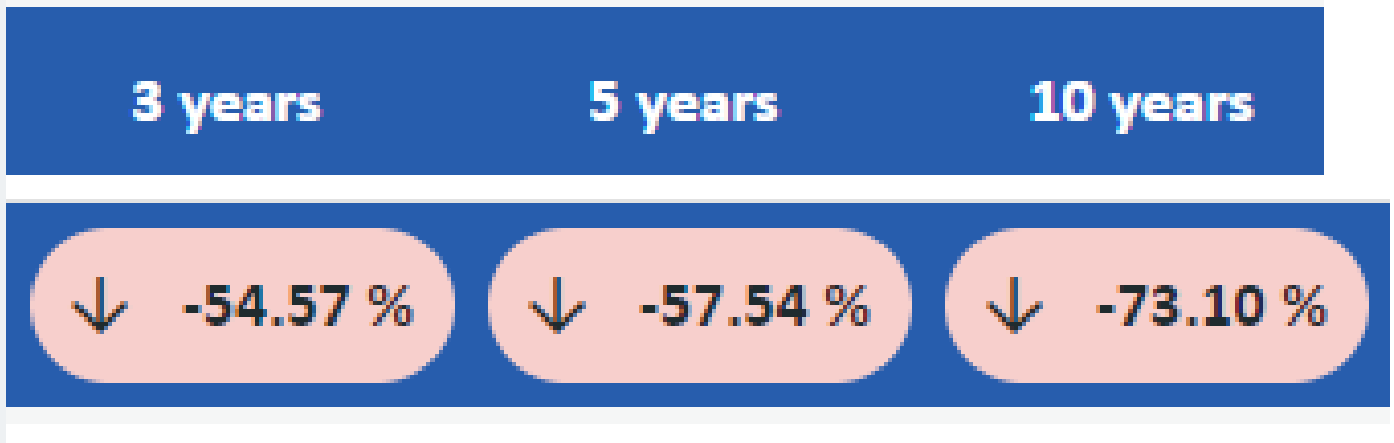 3 years 5 years 10 years
↓ -54.57 % ↓ -57.54 % ↓ -73.10 %